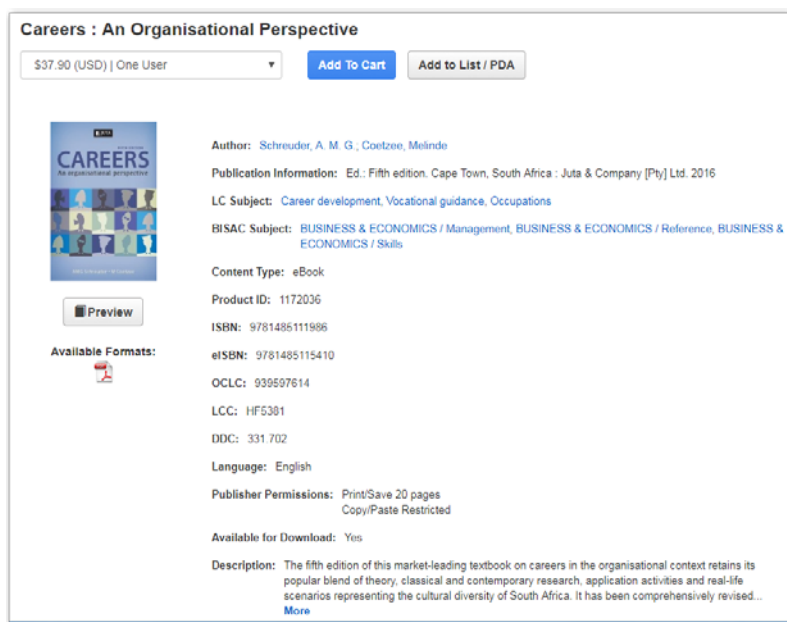 Careers : An Organisational Perspective
$37.90 (USD) | One User
Add To Cart
Add to List / PDA
JUTA
CAREERS
An organisational perspective
Preview
Available Formats:
Author: Schreuder, A. M. G.; Coetzee, Melinde
Publication Information: Ed.: Fifth edition. Cape Town, South Africa : Juta & Company [Pty] Ltd. 2016
LC Subject: Career development, Vocational guidance, Occupations
BISAC Subject: BUSINESS & ECONOMICS / Management, BUSINESS & ECONOMICS / Reference, BUSINESS &
ECONOMICS / Skills
Content Type: eBook
Product ID: 1172036
ISBN: 9781485111986
eISBN: 9781485115410
OCLC: 939597614
LCC: HF5381
DDC: 331.702
Language: English
Publisher Permissions: Print/Save 20 pages
Copy/Paste Restricted
Available for Download: Yes
Description: The fifth edition of this market-leading textbook on careers in the organisational context retains its
popular blend of theory, classical and contemporary research, application activities and real-life
scenarios representing the cultural diversity of South Africa. It has been comprehensively revised...
More